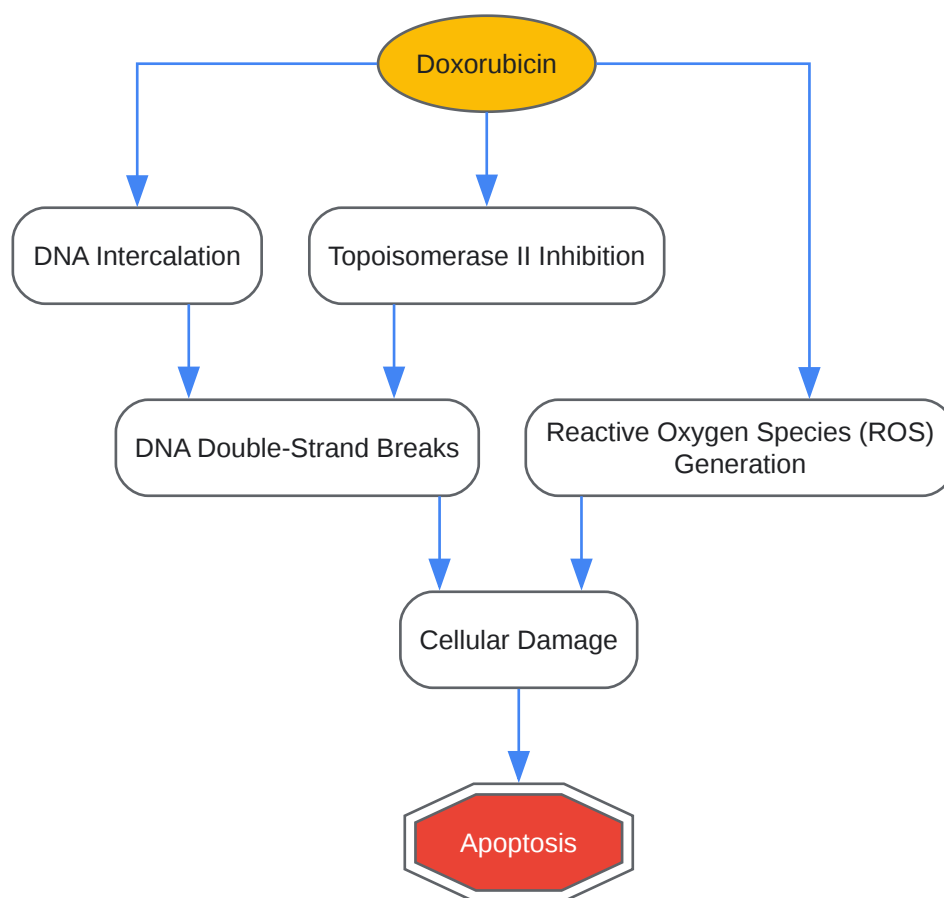 Doxorubicin
DNA Intercalation
Topoisomerase II Inhibition
DNA Double-Strand Breaks
Reactive Oxygen Species (ROS)
Generation
Cellular Damage
Apoptosis